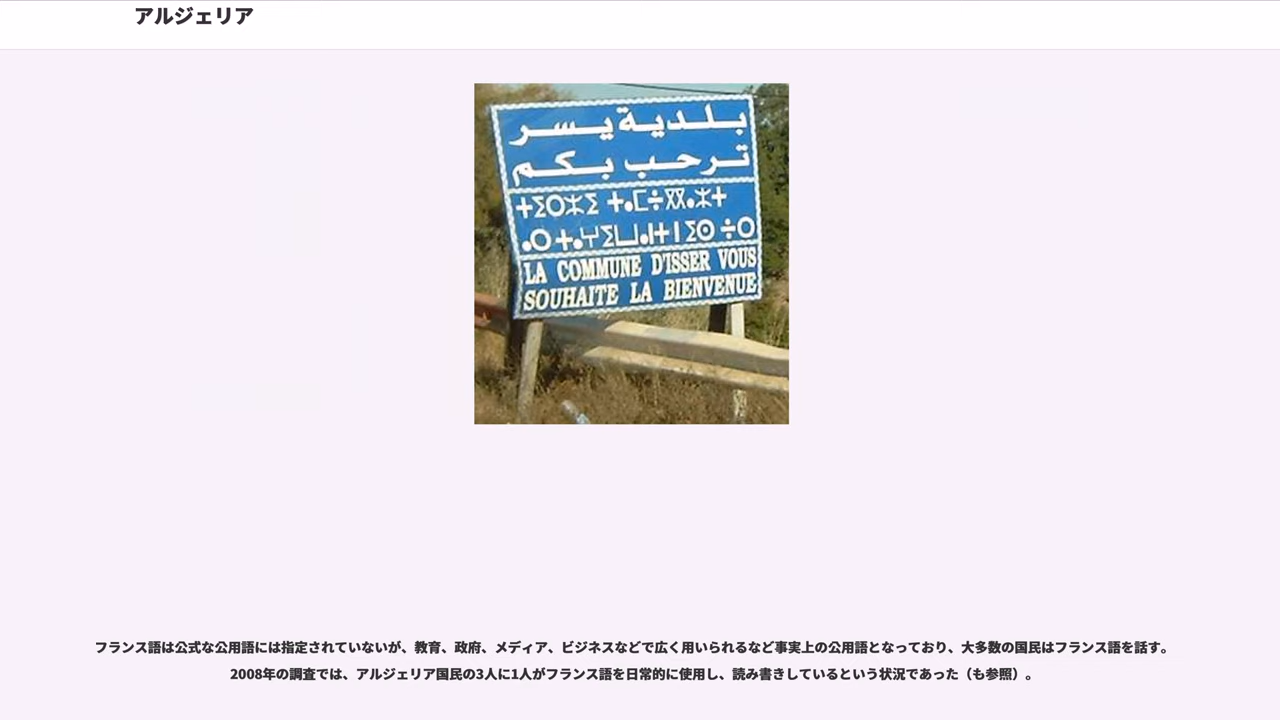 アルジェリア
بلدية يسر
ترحب بكم
ⵜⵉⵔⵣⵉ ⵜⴰⵎⴻⵅⵅⴰⵣⵜ
ⴰⵔ ⵜⴰⵖⵉⵡⴰⵏⵜ ⵏ ⵉⵙ ⴻⵔ
LA COMMUNE D'ISSER VOUS
SOUHAITE LA BIENVENUE
フランス語は公式な公用語には指定されていないが、教育、政府、メディア、ビジネスなどで広く用いられるなど事実上の公用語となっており、大多数の国民はフランス語を話す。
2008年の調査では、アルジェリア国民の3人に1人がフランス語を日常的に使用し、読み書きしているという状況であった（も参照）。